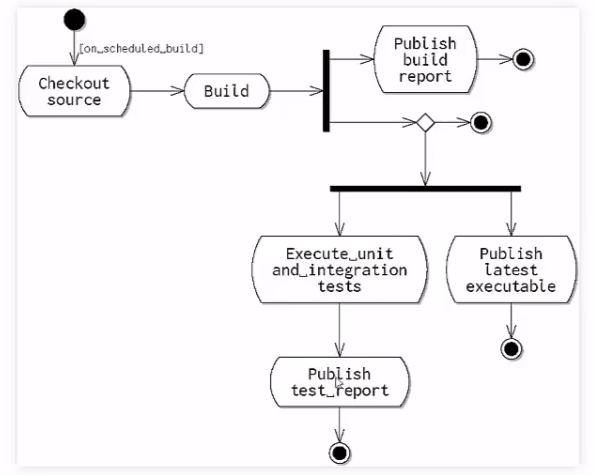 [on_scheduled_build]
Checkout
source
Build
Publish
build
report
Execute_unit
and_integration
tests
Publish
latest
executable
Publish
test_report